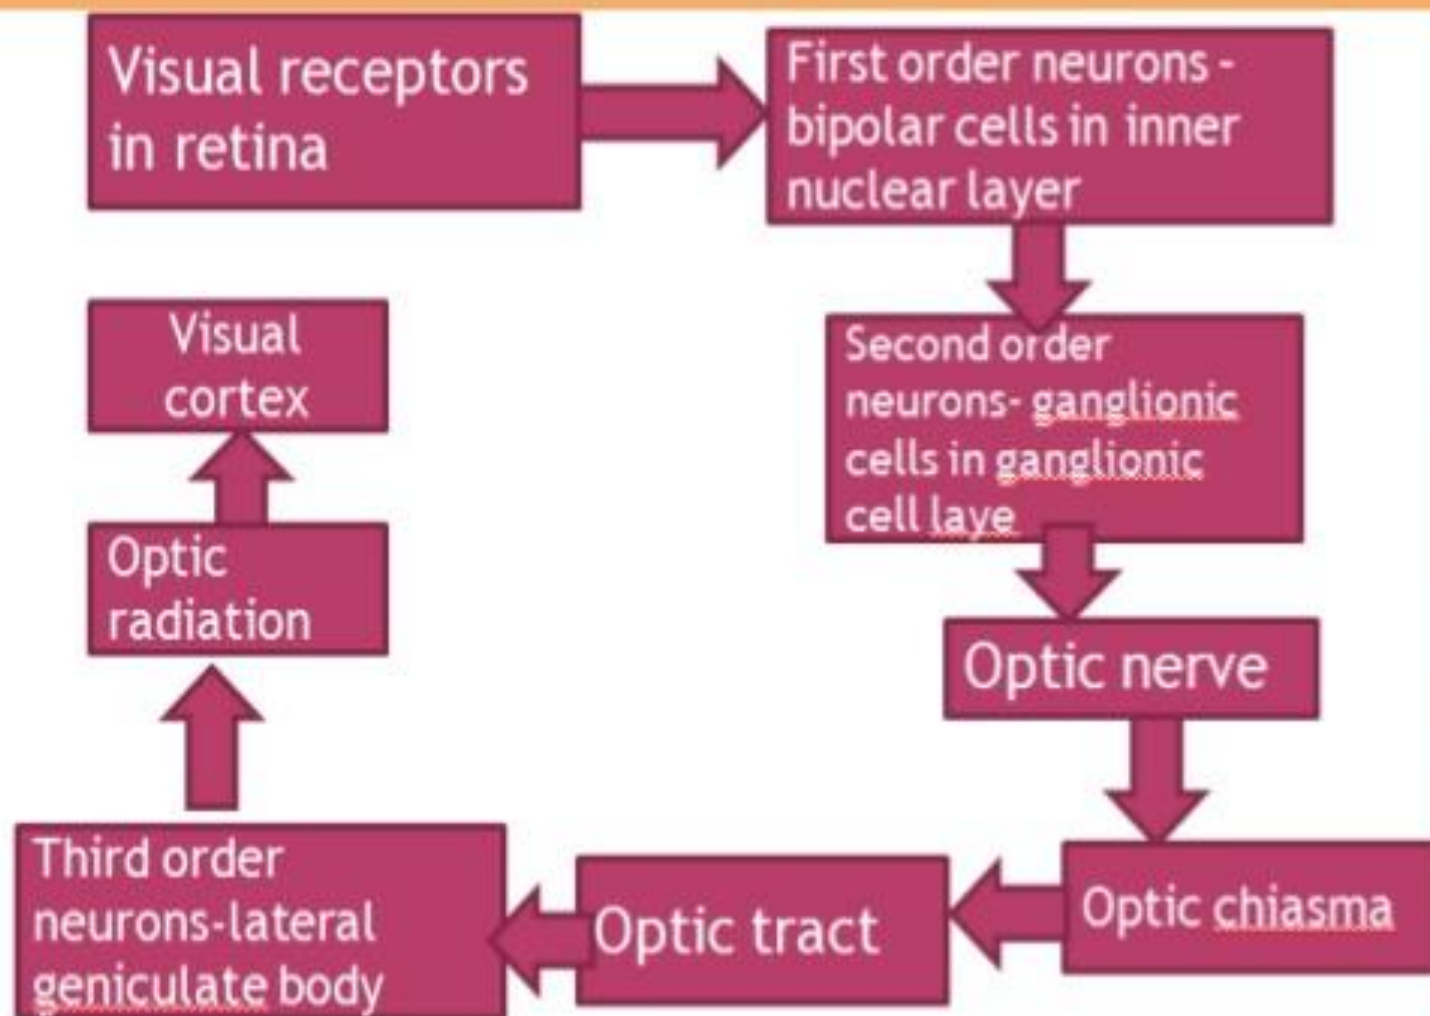 Visual receptors
in retina
First order neurons -
bipolar cells in inner
nuclear layer
Second order
neurons- ganglionic
cells in ganglionic
cell laye
Optic nerve
Optic chiasma
Optic tract
Third order
neurons-lateral
geniculate body
Optic
radiation
Visual
cortex